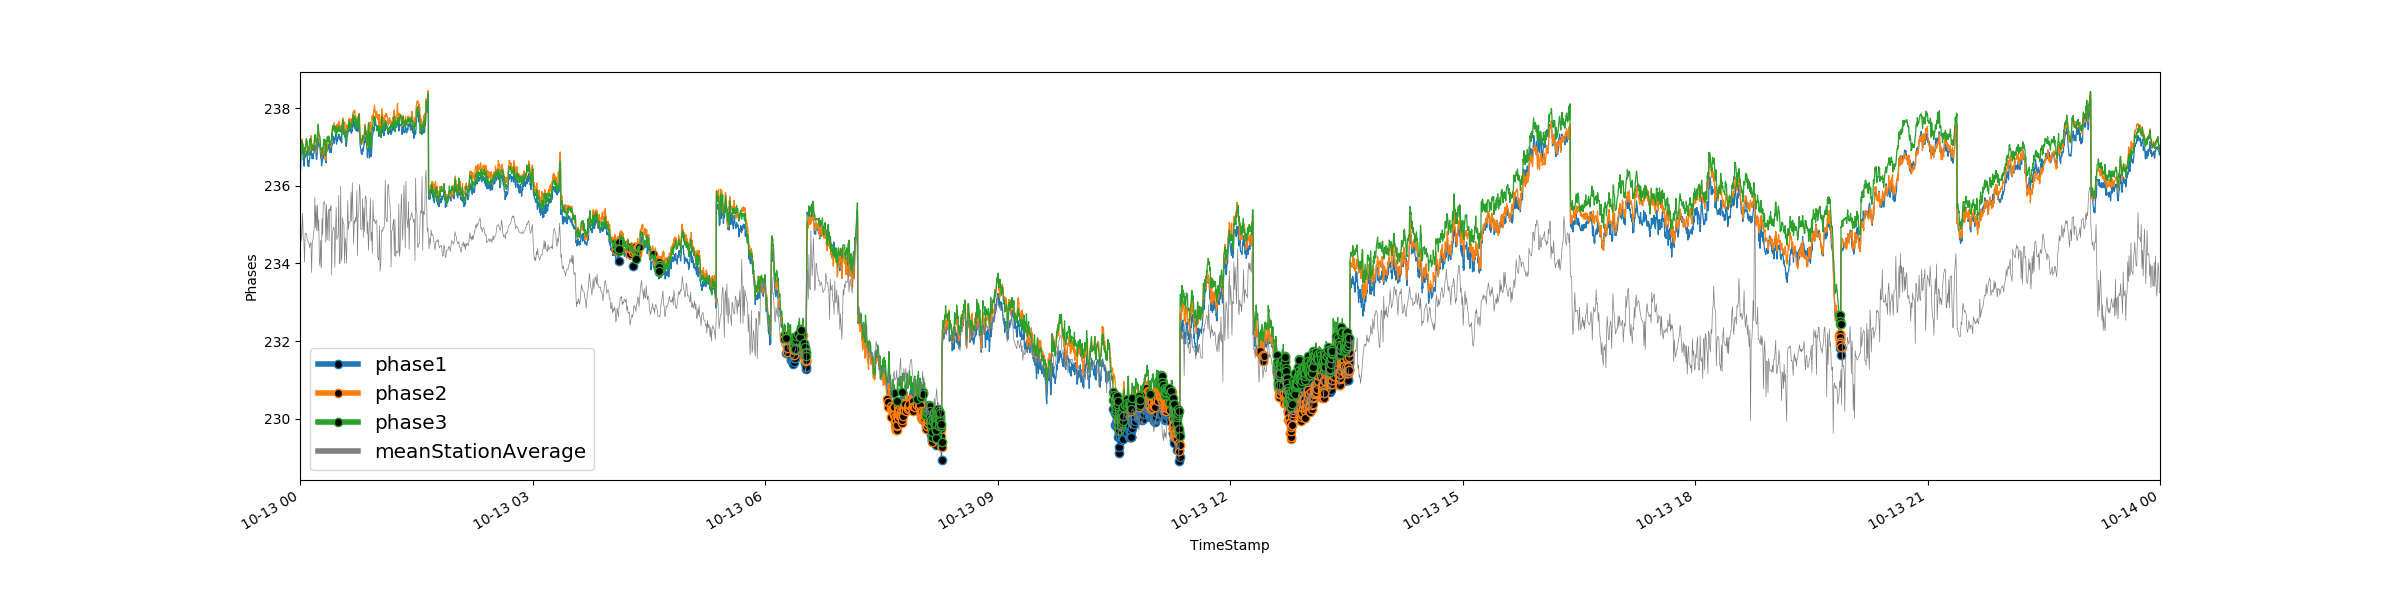 238
236
234
232
230
Phases
phase1
phase2
phase3
meanStationAverage
10-13 00
10-13 03
10-13 06
10-13 09
10-13 12
10-13 15
10-13 18
10-13 21
10-14 00
TimeStamp